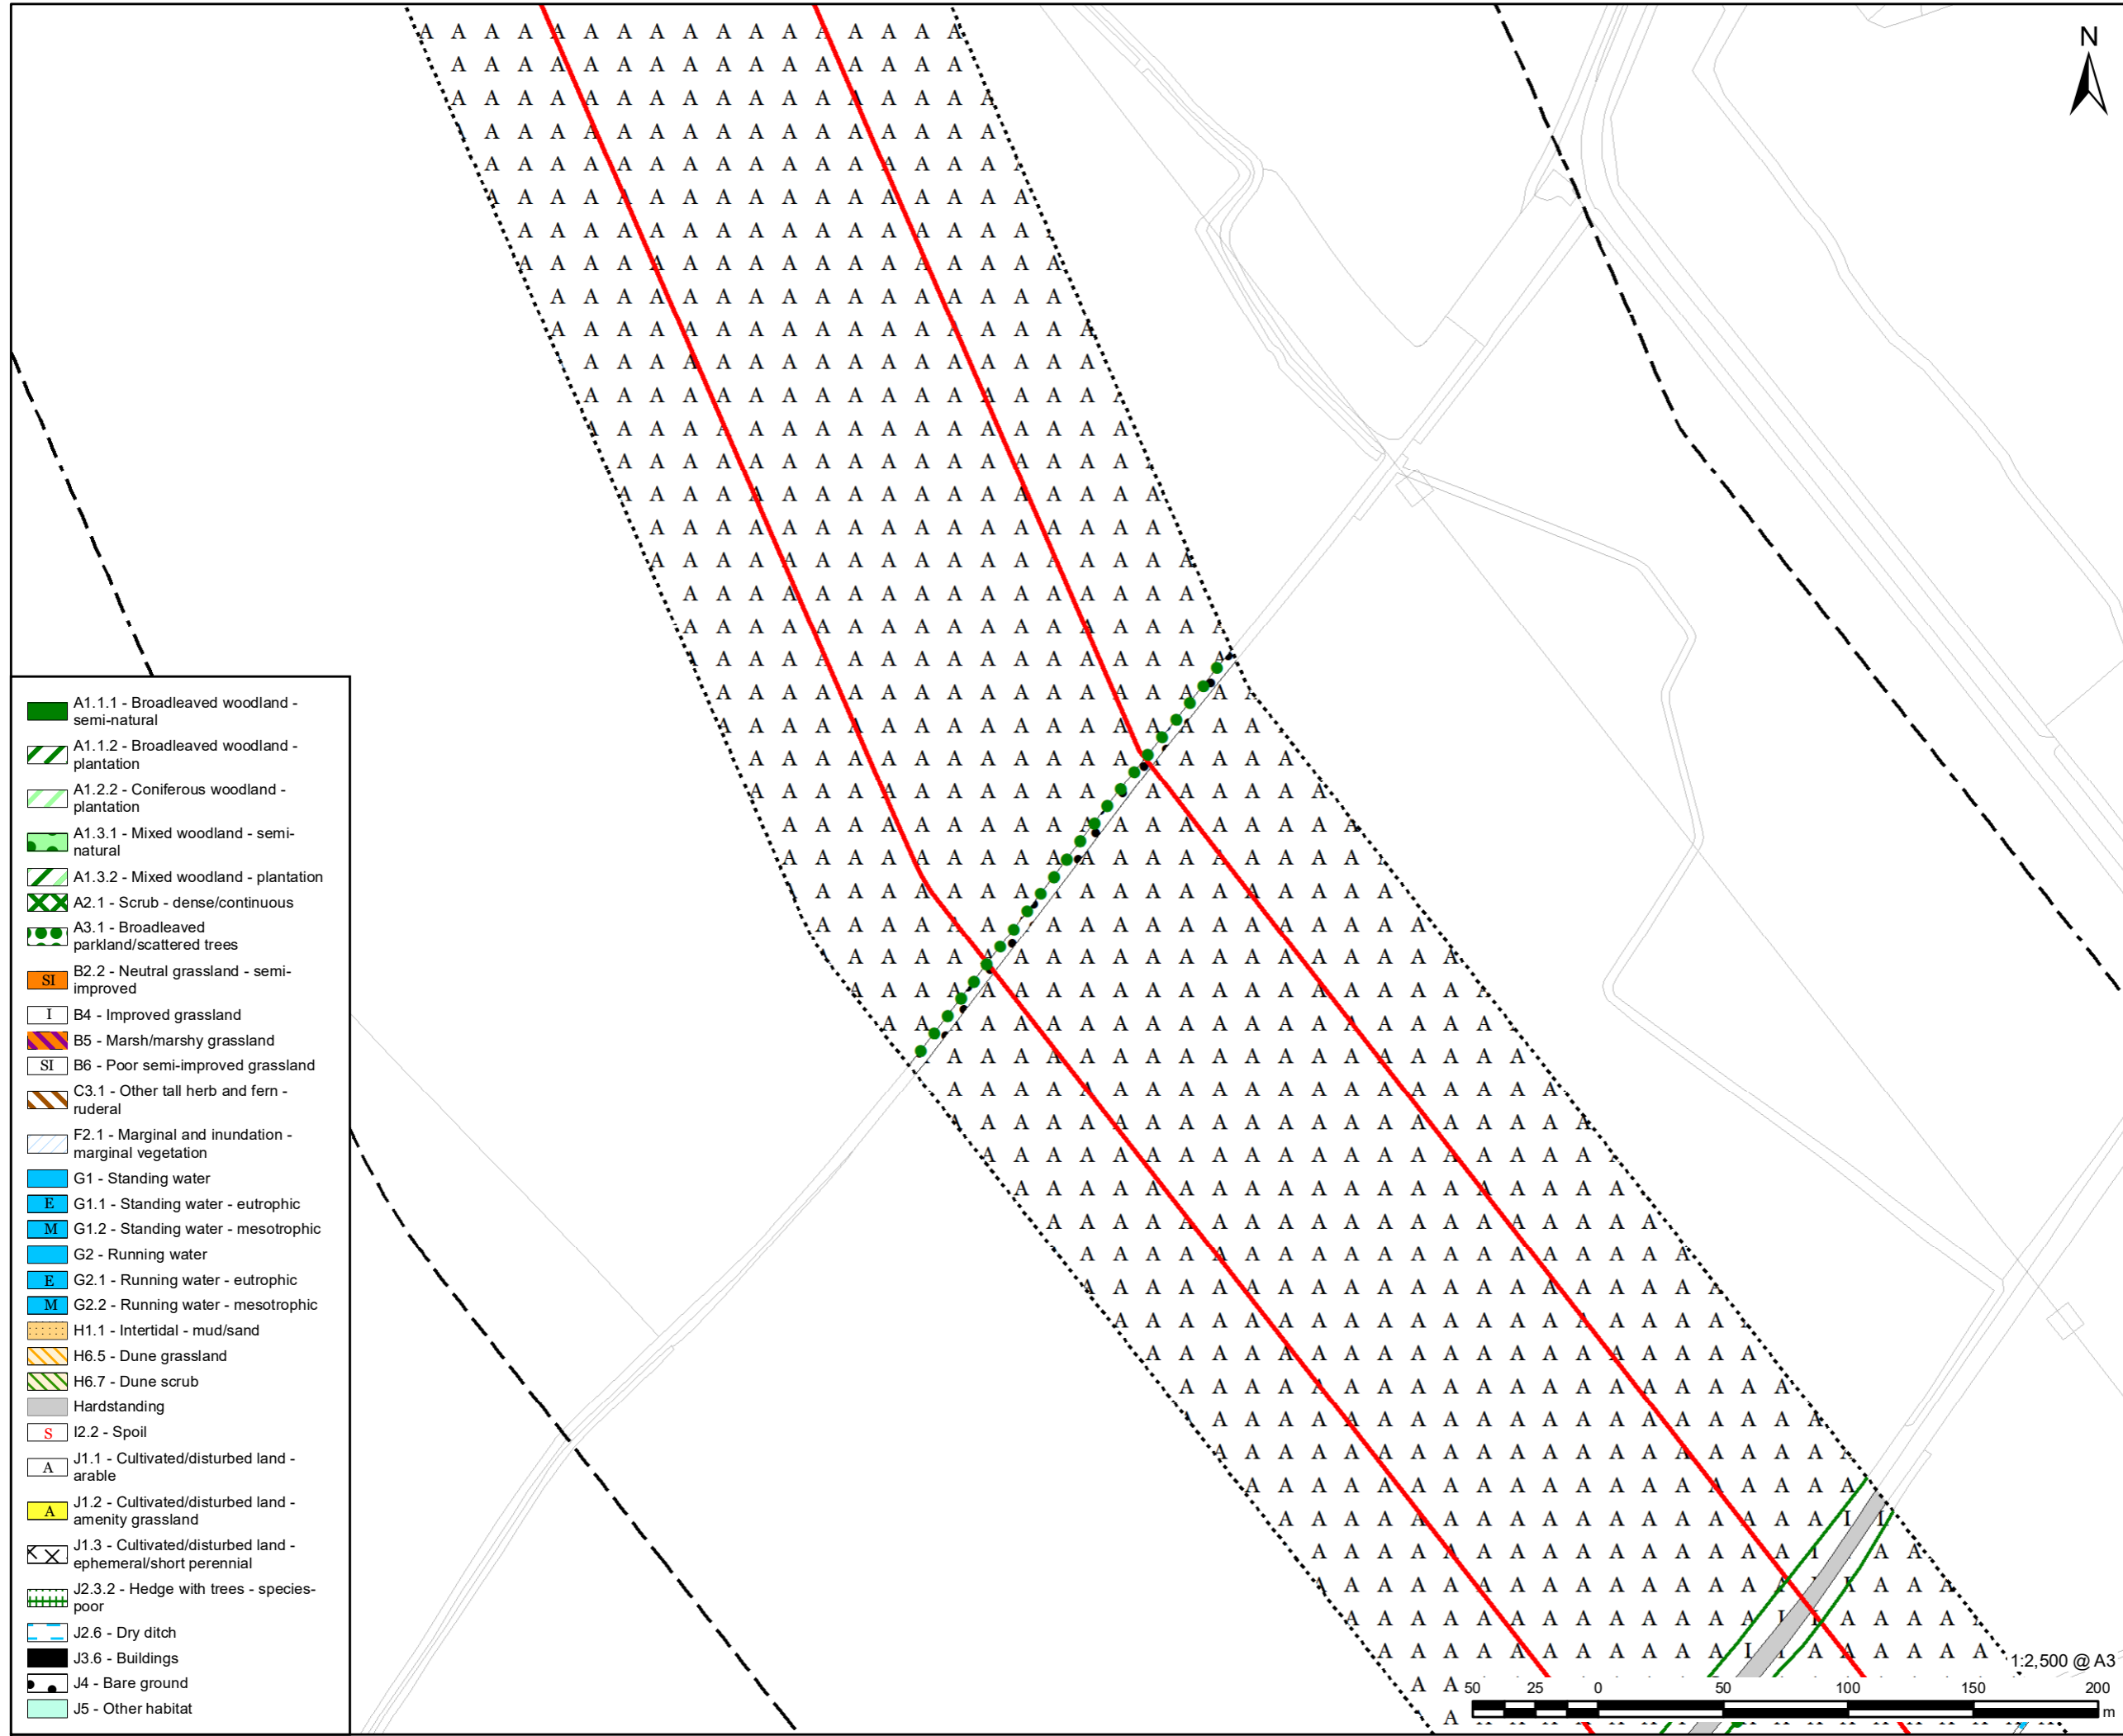 N
A1.1.1 - Broadleaved woodland -
semi-natural
A1.1.2 - Broadleaved woodland -
plantation
A1.2.2 - Coniferous woodland -
plantation
A1.3.1 - Mixed woodland - semi-
natural
A1.3.2 - Mixed woodland - plantation
A2.1 - Scrub - dense/continuous
A3.1 - Broadleaved
parkland/scattered trees
SI B2.2 - Neutral grassland - semi-
improved
I B4 - Improved grassland
B5 - Marsh/marshy grassland
SI B6 - Poor semi-improved grassland
C3.1 - Other tall herb and fern -
ruderal
F2.1 - Marginal and inundation -
marginal vegetation
G1 - Standing water
E G1.1 - Standing water - eutrophic
M G1.2 - Standing water - mesotrophic
G2 - Running water
E G2.1 - Running water - eutrophic
M G2.2 - Running water - mesotrophic
H1.1 - Intertidal - mud/sand
H6.5 - Dune grassland
H6.7 - Dune scrub
Hardstanding
S I2.2 - Spoil
A J1.1 - Cultivated/disturbed land -
arable
A J1.2 - Cultivated/disturbed land -
amenity grassland
J1.3 - Cultivated/disturbed land -
ephemeral/short perennial
J2.3.2 - Hedge with trees - species-
poor
J2.6 - Dry ditch
J3.6 - Buildings
J4 - Bare ground
J5 - Other habitat
1:2,500 @ A3
50 25 0 50 100 150 200
m